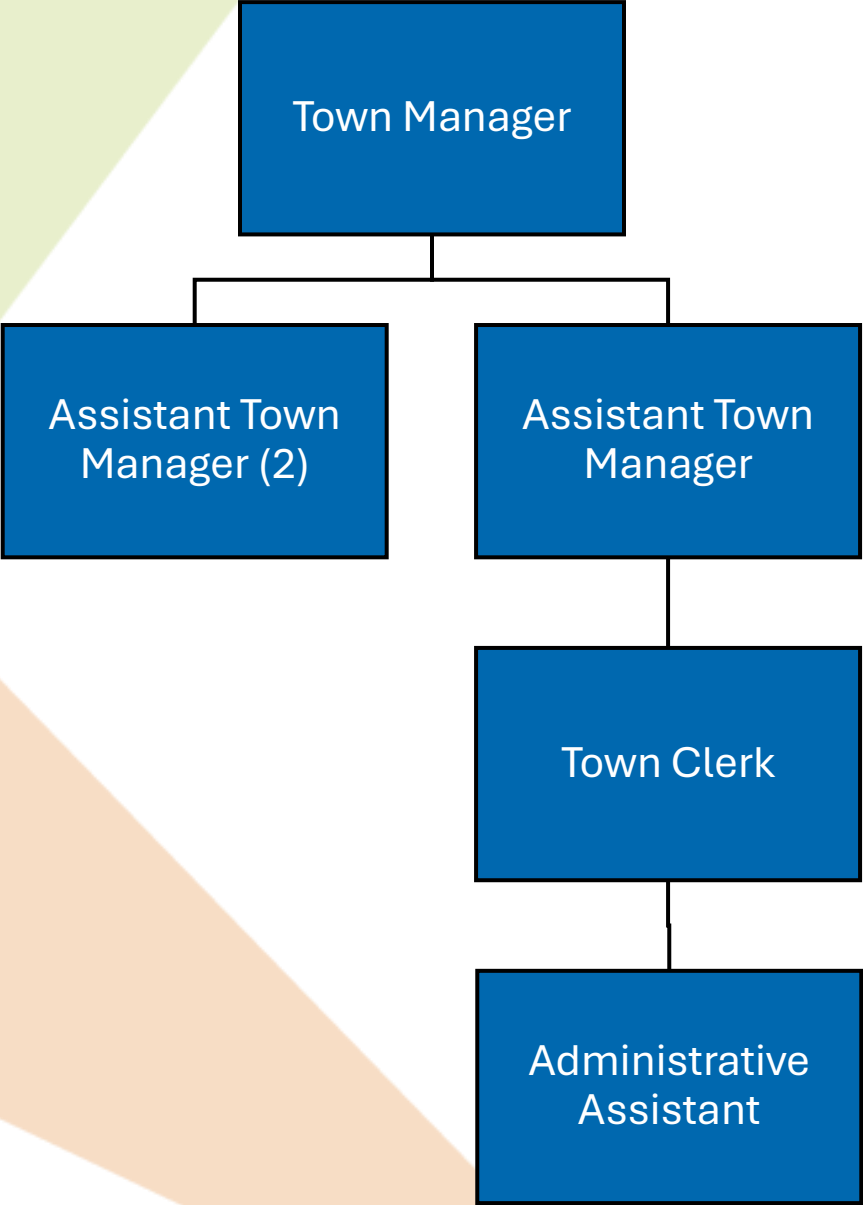 Town Manager
Assistant Town
Manager (2)
Assistant Town
Manager
Town Clerk
Administrative
Assistant